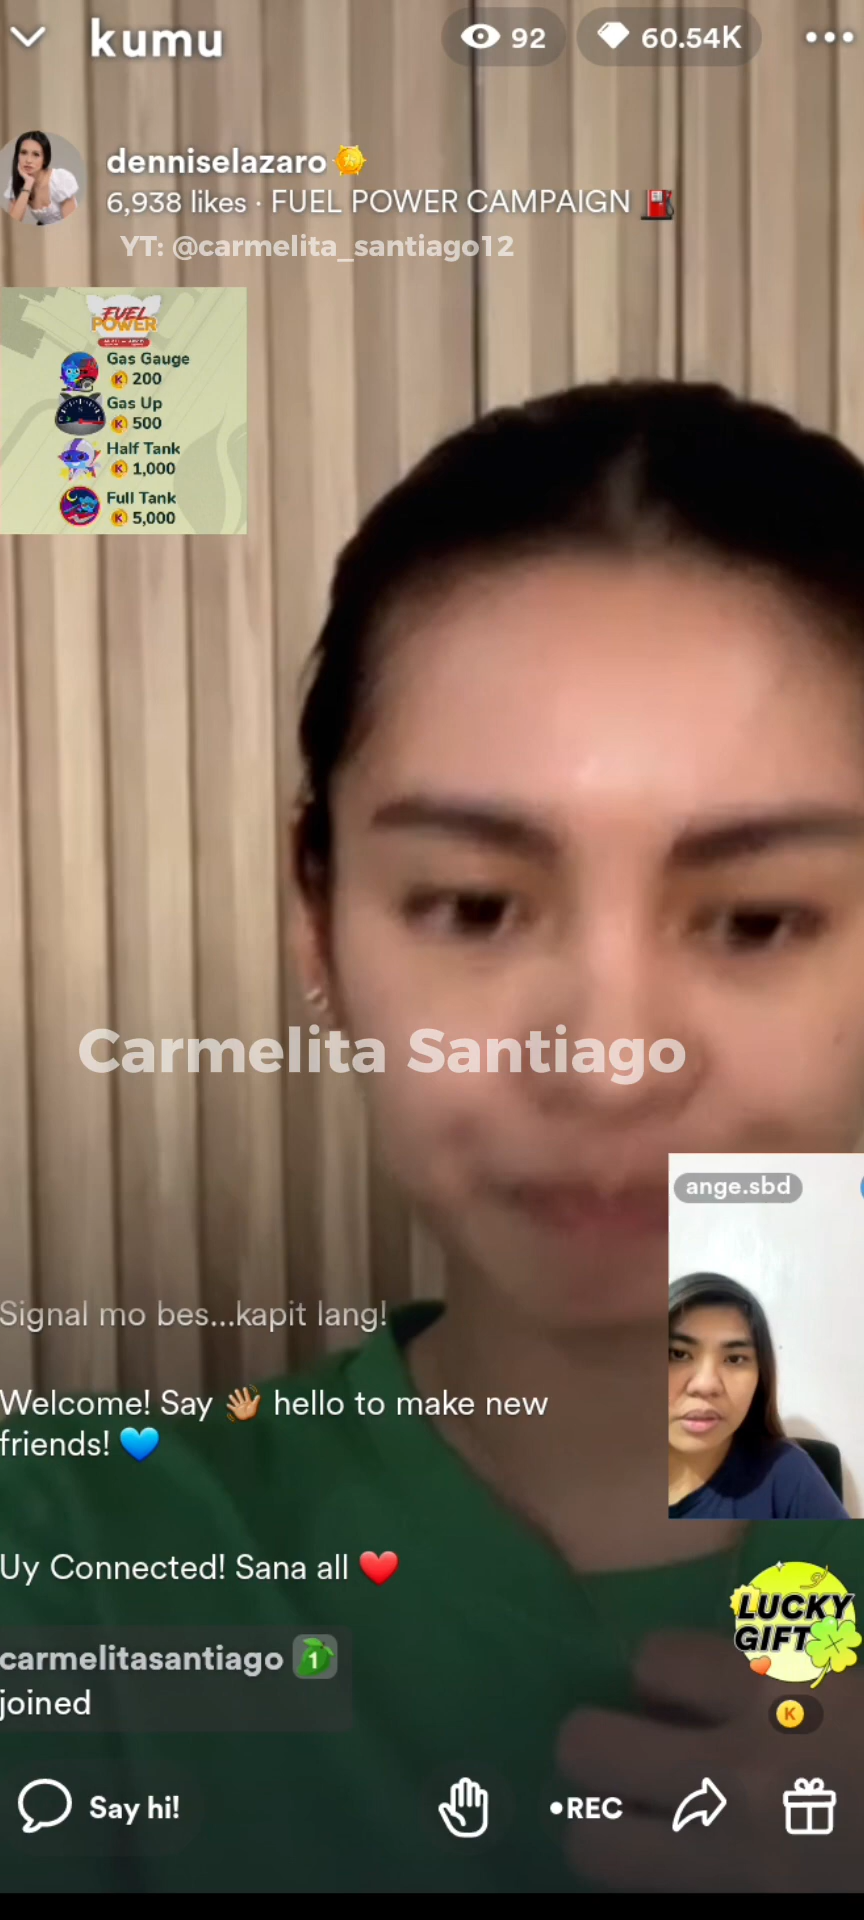 kumu
92
60.54K
denniselazaro
6,938 likes · FUEL POWER CAMPAIGN
YT: @carmelita_santiago12
FUEL
POWER
Gas Gauge
K 200
Gas Up
K 500
Half Tank
K 1,000
Full Tank
K 5,000
Carmelita Santiago
ange.sbd
Signal mo bes...kapit lang!
Welcome! Say 👋🏽 hello to make new
friends! 💙
Uy Connected! Sana all ❤️
LUCKY
GIFT
carmelitasantiago 1
joined
K
Say hi!
•REC